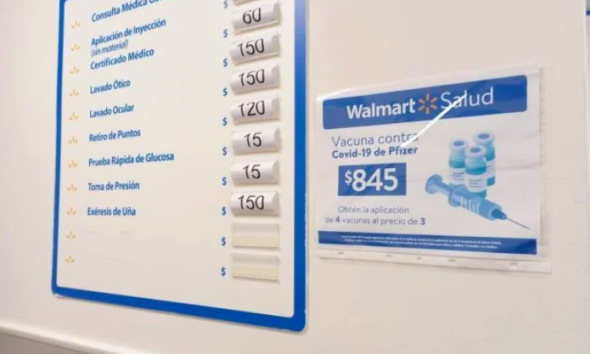 Consulta Médica
Aplicación de Inyección $
(sin material)
Certificado Médico $ 60
Lavado Ótico $ 150
Lavado Ocular $ 150
Retiro de Puntos $ 120
Prueba Rápida de Glucosa $ 15
Toma de Presión $ 15
Exéresis de Uña $ 150
$
$
Walmart Salud
Vacuna contra
Covid-19 de Pfizer
$845
Obtén la aplicación
de 4 vacunas al precio de 3